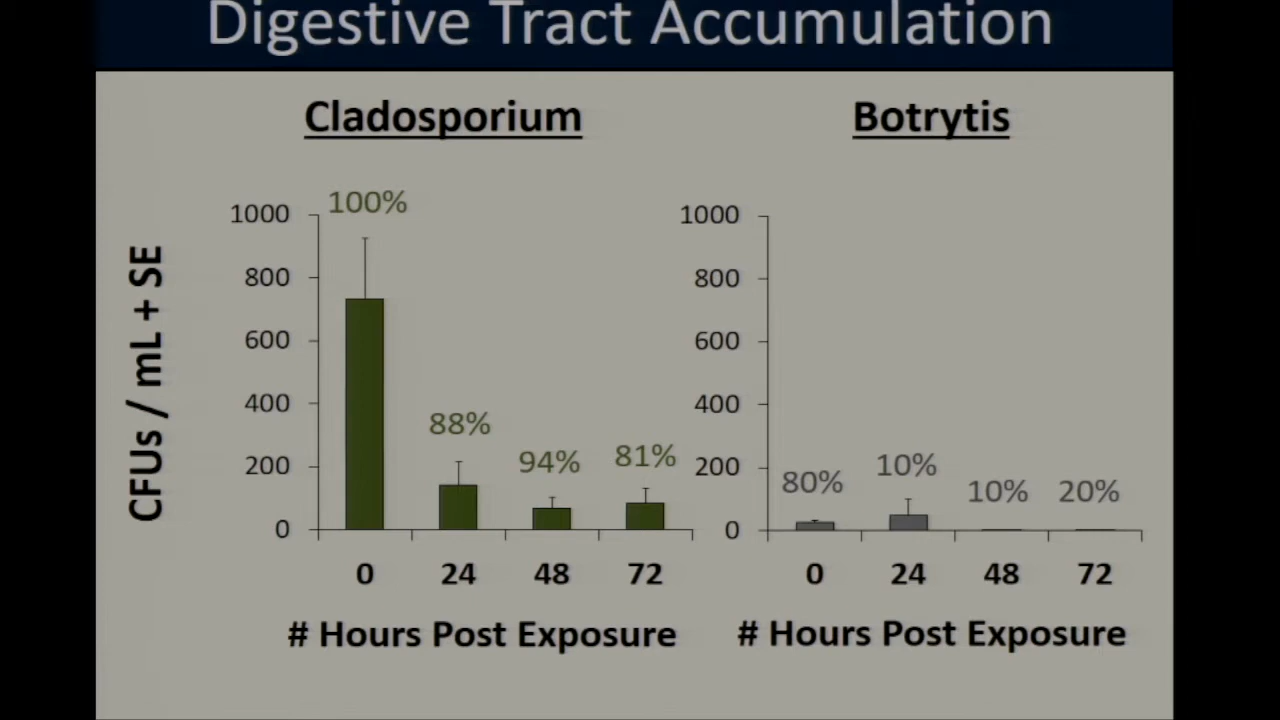 Digestive Tract Accumulation
Cladosporium
Botrytis
CFUs / mL + SE
1000
800
600
400
200
0
100%
88%
94%
81%
0 24 48 72
# Hours Post Exposure
1000
800
600
400
200
0
80%
10%
10%
20%
0 24 48 72
# Hours Post Exposure